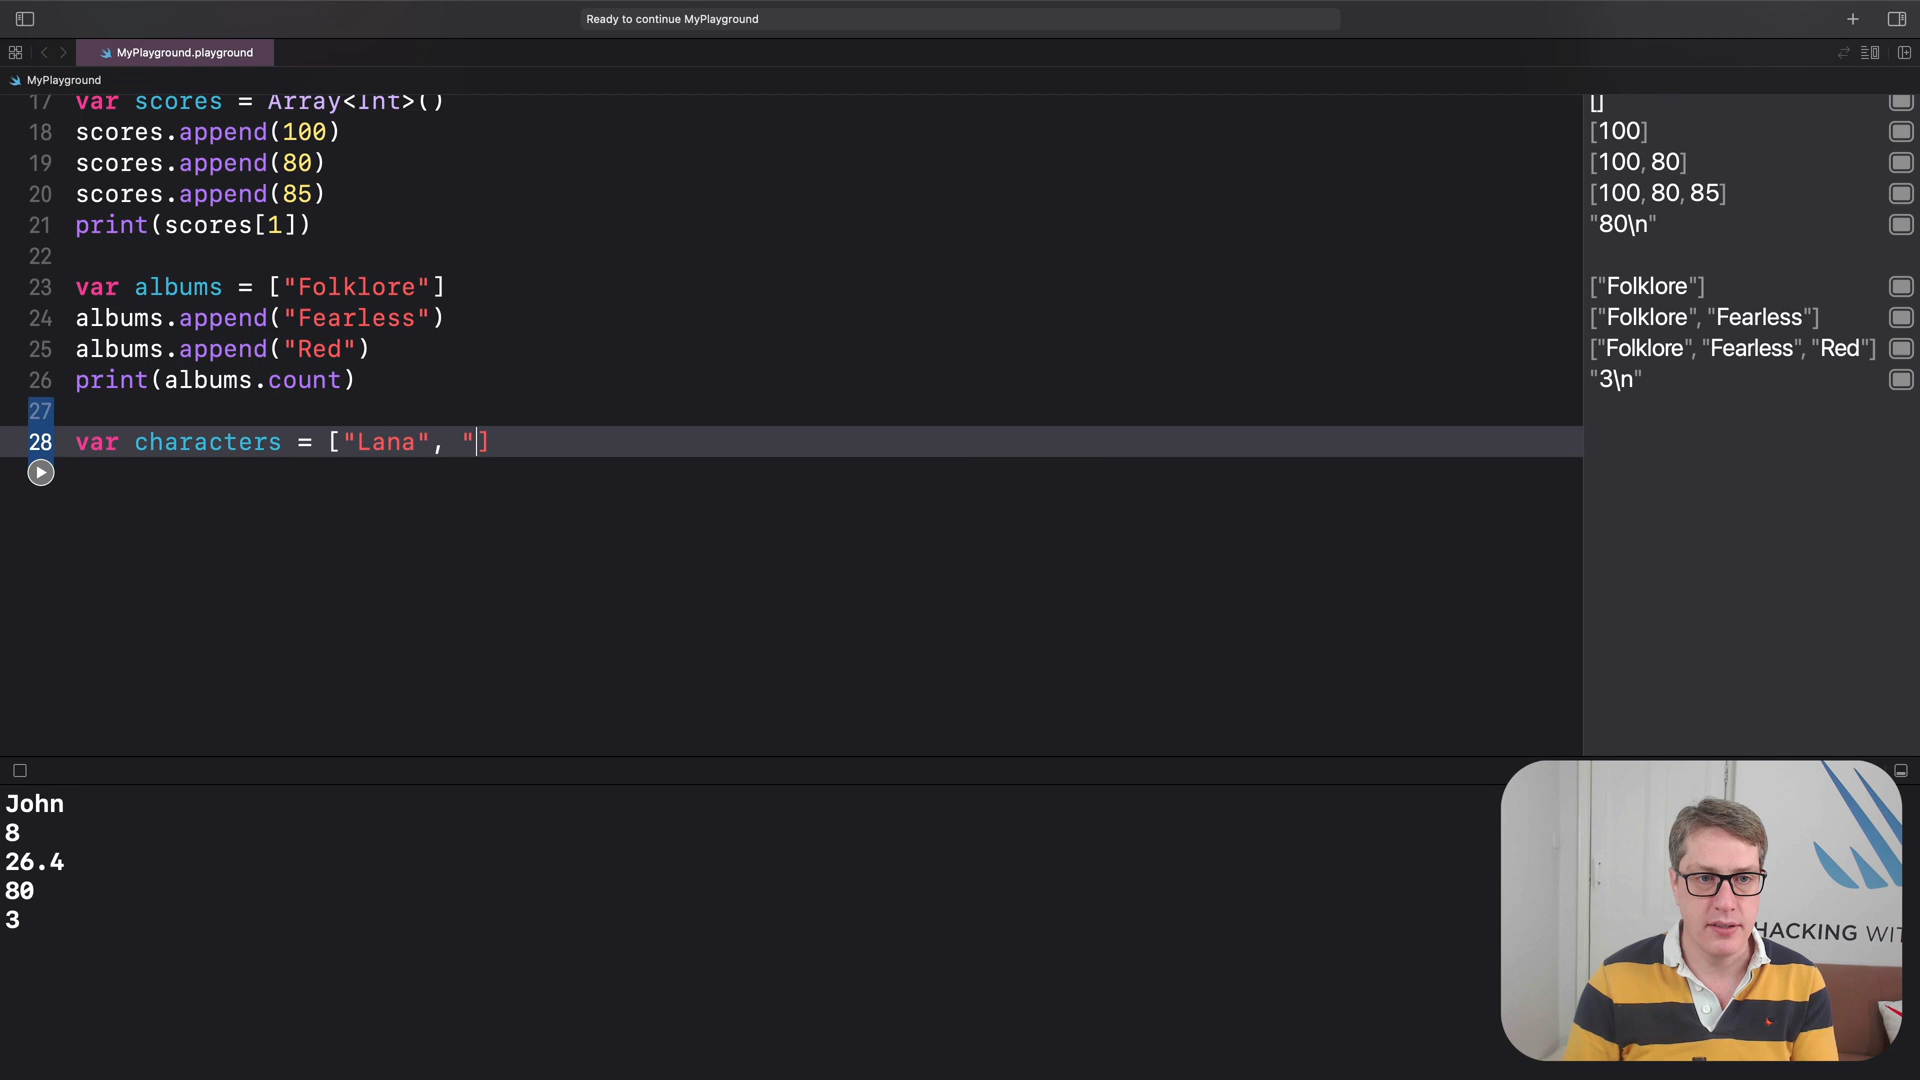 Ready to continue MyPlayground
MyPlayground.playground
MyPlayground
17 var scores = Array<Int>()
[]
18 scores.append(100)
[100]
19 scores.append(80)
[100, 80]
20 scores.append(85)
[100, 80, 85]
21 print(scores[1])
"80\n"
22
23 var albums = ["Folklore"]
["Folklore"]
24 albums.append("Fearless")
["Folklore", "Fearless"]
25 albums.append("Red")
["Folklore", "Fearless", "Red"]
26 print(albums.count)
"3\n"
27
28 var characters = ["Lana", "]
John
8
26.4
80
3
HACKING WIT